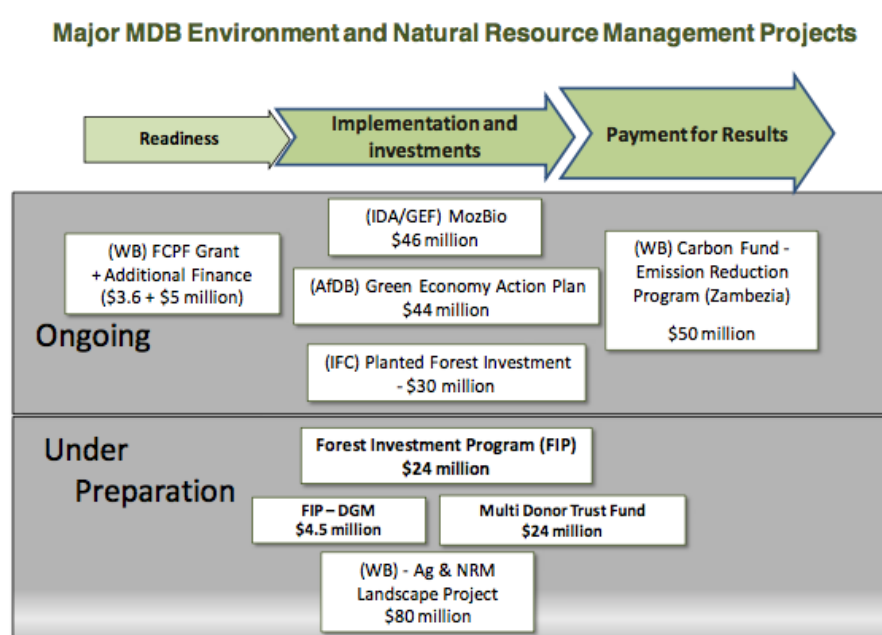 Major MDB Environment and Natural Resource Management Projects
Readiness
Implementation and
investments
Payment for Results
Ongoing
(WB) FCPF Grant
+ Additional Finance
($3.6 + $5 million)
(IDA/GEF) MozBio
$46 million
(AfDB) Green Economy Action Plan
$44 million
(IFC) Planted Forest Investment
- $30 million
(WB) Carbon Fund -
Emission Reduction
Program (Zambezia)
$50 million
Under
Preparation
Forest Investment Program (FIP)
$24 million
FIP – DGM
$4.5 million
Multi Donor Trust Fund
$24 million
(WB) - Ag & NRM
Landscape Project
$80 million